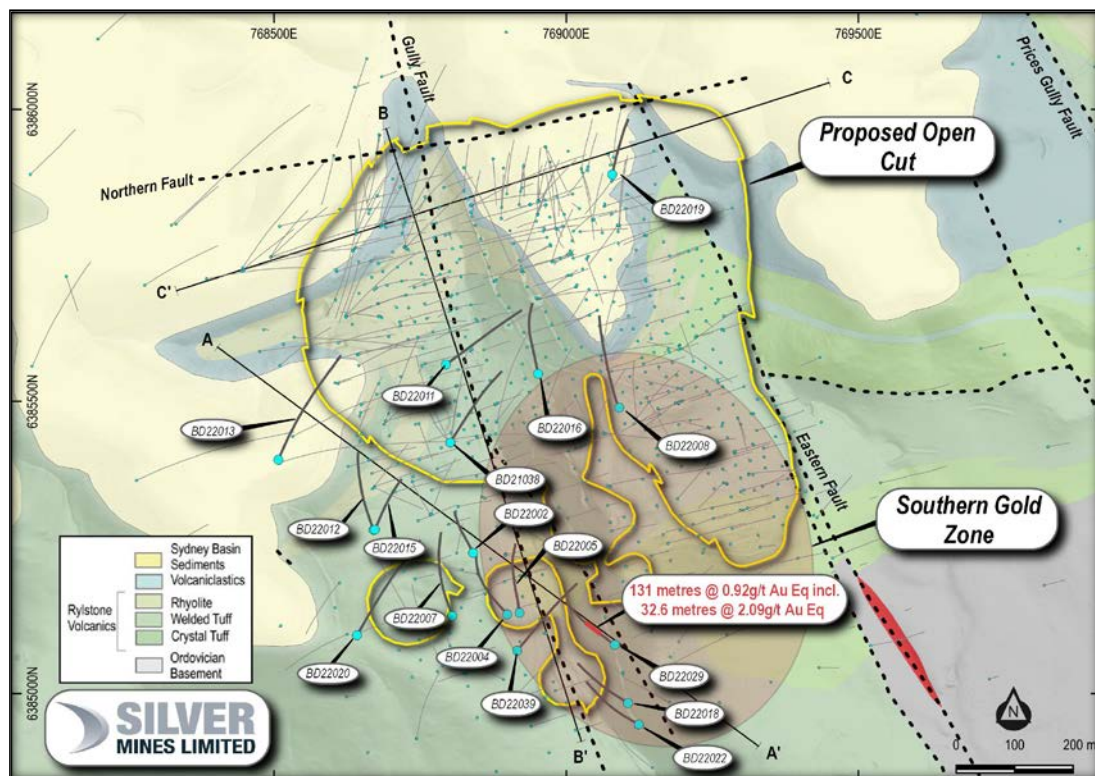 768500E
769000E
769500E
6386000N
6385500N
6385000N
Gully Fault
Prices Gully Fault
B
C
Northern Fault
Proposed Open
Cut
BD22019
C'
A
BD22011
BD22016
BD22013
BD22008
BD21038
Eastern Fault
BD22002
Southern Gold
Zone
BD22012
BD22015
BD22005
131 metres @ 0.92g/t Au Eq incl.
32.6 metres @ 2.09g/t Au Eq
BD22007
BD22004
BD22020
BD22029
BD22039
BD22018
BD22022
B'
A'
Sydney Basin
Sediments
Volcaniclastics
Rylstone
Volcanics
Rhyolite
Welded Tuff
Crystal Tuff
Ordovician
Basement
SILVER
MINES LIMITED
N
0 100 200 m